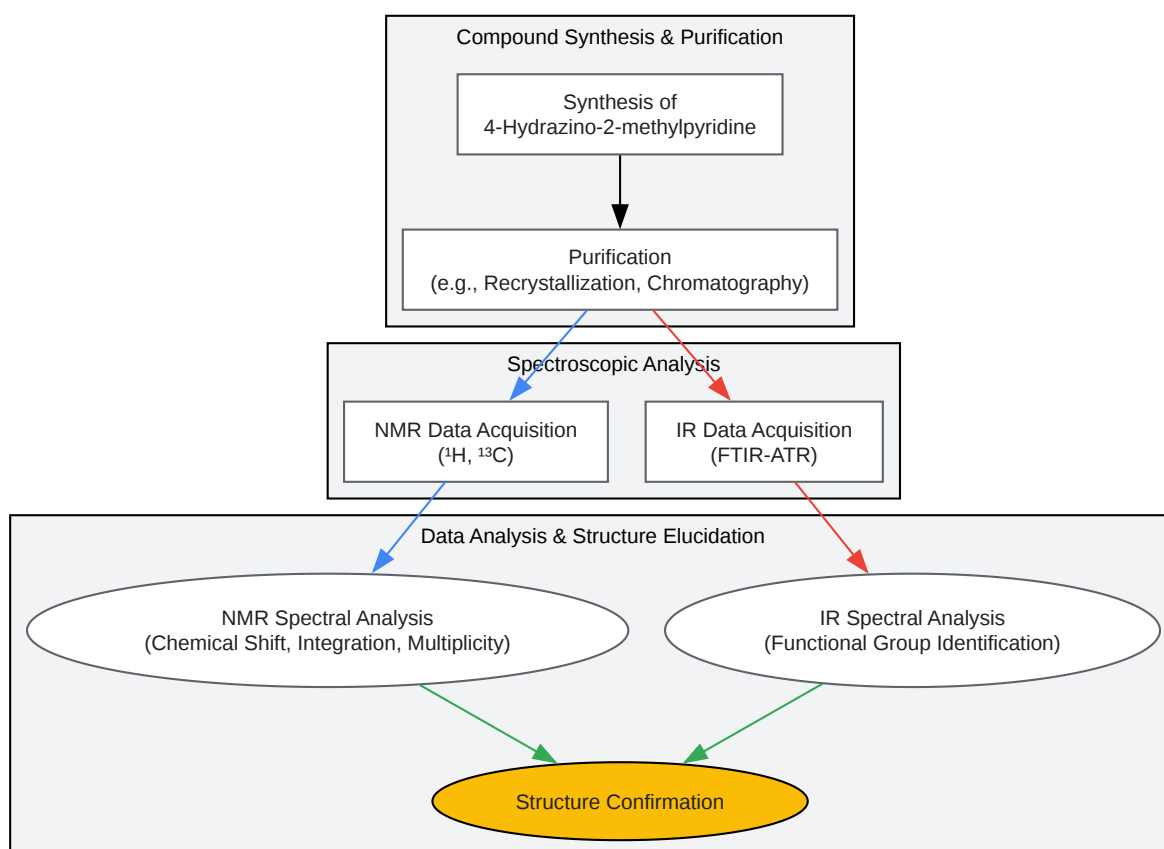 Compound Synthesis & Purification
Synthesis of
4-Hydrazino-2-methylpyridine
Purification
(e.g., Recrystallization, Chromatography)
Spectroscopic Analysis
NMR Data Acquisition
(¹H, ¹³C)
IR Data Acquisition
(FTIR-ATR)
Data Analysis & Structure Elucidation
NMR Spectral Analysis
(Chemical Shift, Integration, Multiplicity)
IR Spectral Analysis
(Functional Group Identification)
Structure Confirmation